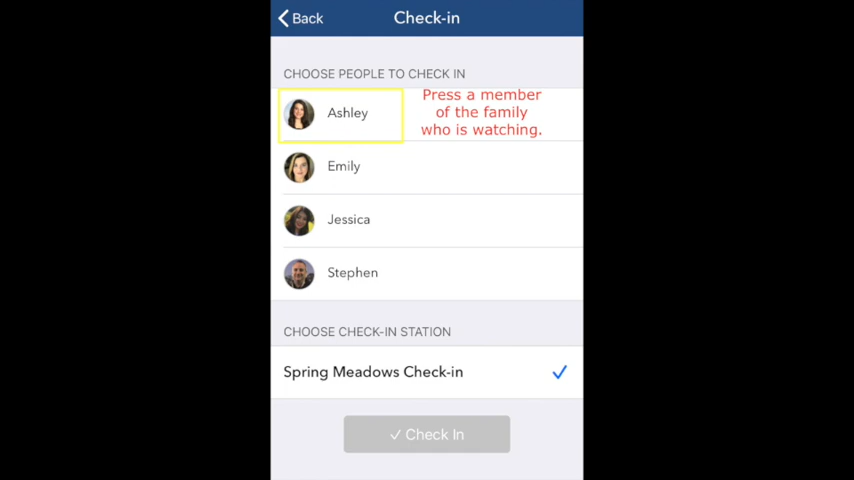 Back
Check-in
CHOOSE PEOPLE TO CHECK IN
Ashley
Press a member
of the family
who is watching.
Emily
Jessica
Stephen
CHOOSE CHECK-IN STATION
Spring Meadows Check-in
✓ Check In